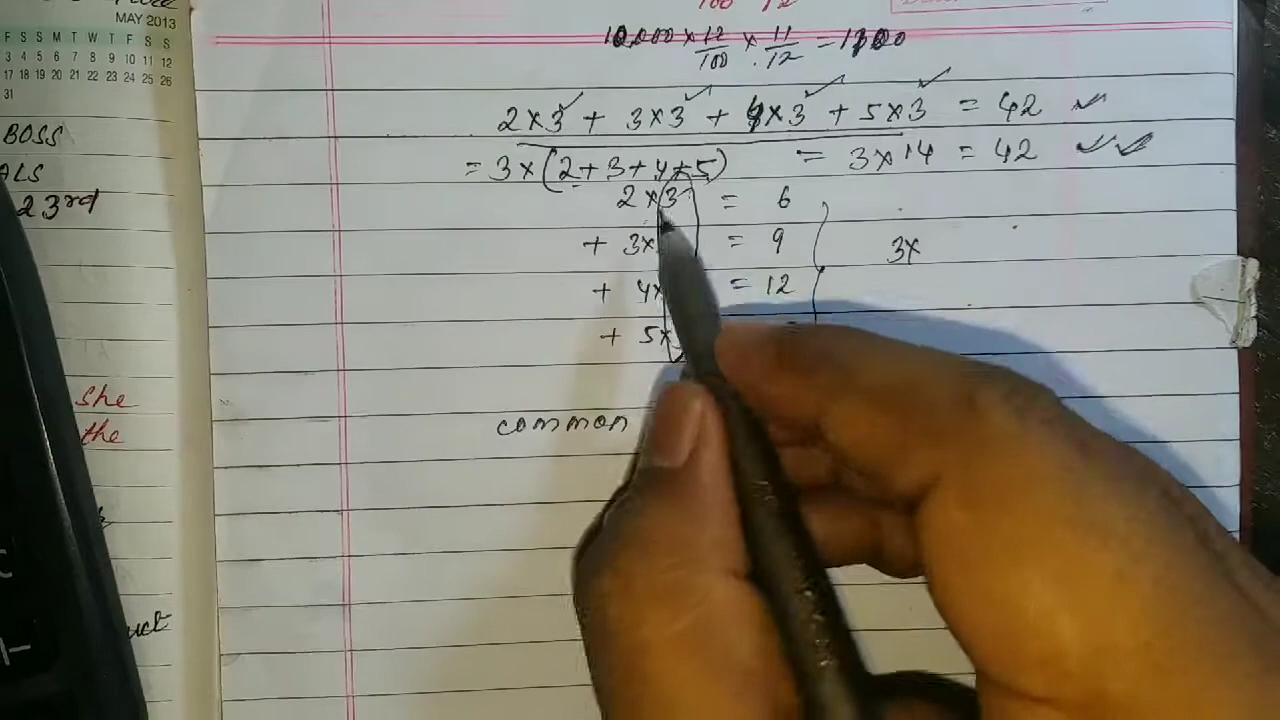 MAY 2013
F S S M T W T F S S
3 4 5 6 7 8 9 10 11 12
17 18 19 20 21 22 23 24 25 26
31
BOSS
ALS
23rd
she
the
10,000 × 12/100 × 11/12 = 1100
2×3 + 3×3 + 4×3 + 5×3 = 42
= 3×(2+3+4+5) = 3×14 = 42
2×3 = 6
+ 3× = 9 3×
+ 4× = 12
+ 5×
common